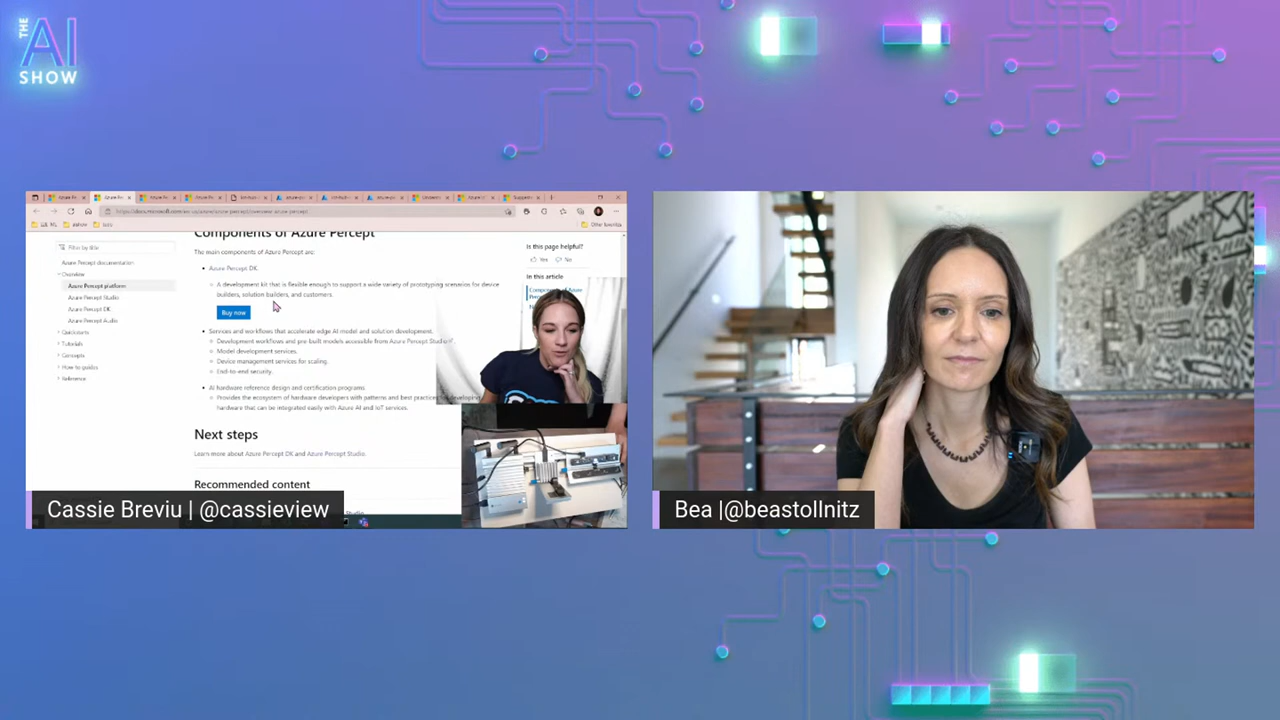 THE
AI
SHOW
Components of Azure Percept
The main components of Azure Percept are:
Azure Percept DK
A development kit that is flexible enough to support a wide variety of prototyping scenarios for device
builders, solution builders, and customers.
Buy now
Services and workflows that accelerate edge AI model and solution development.
Development workflows and pre-built models accessible from Azure Percept Studio
Model development services.
Device management services for scaling.
End-to-end security.
AI hardware reference design and certification programs
Provides the ecosystem of hardware developers with patterns and best practices for developing
hardware that can be integrated easily with Azure AI and IoT services.
Next steps
Learn more about Azure Percept DK and Azure Percept Studio.
Recommended content
Filter by title
Azure Percept documentation
Overview
Azure Percept platform
Azure Percept Studio
Azure Percept DK
Azure Percept Audio
Quickstarts
Tutorials
Concepts
How-to guides
Reference
Is this page helpful?
Yes No
In this article
Cassie Breviu | @cassieview
Bea |@beastollnitz